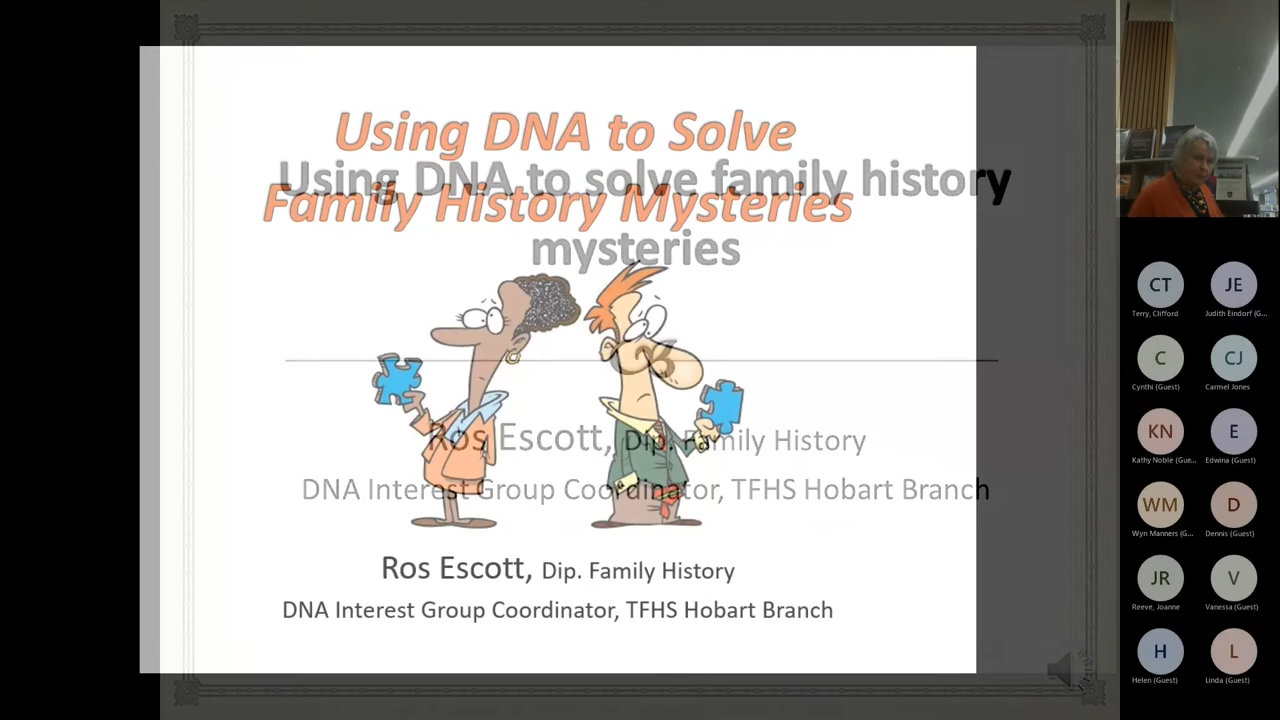 Using DNA to Solve
Family History Mysteries
Using DNA to solve family history
mysteries
Ros Escott, Dip. Family History
DNA Interest Group Coordinator, TFHS Hobart Branch
Ros Escott, Dip. Family History
DNA Interest Group Coordinator, TFHS Hobart Branch
CT
Terry, Clifford
JE
Judith Eindorf (G...
C
Cynthi (Guest)
CJ
Carmel Jones
KN
Kathy Noble (Gue...
E
Edwina (Guest)
WM
Wyn Manners (G...
D
Dennis (Guest)
JR
Reeve, Joanne
V
Vanessa (Guest)
H
Helen (Guest)
L
Linda (Guest)